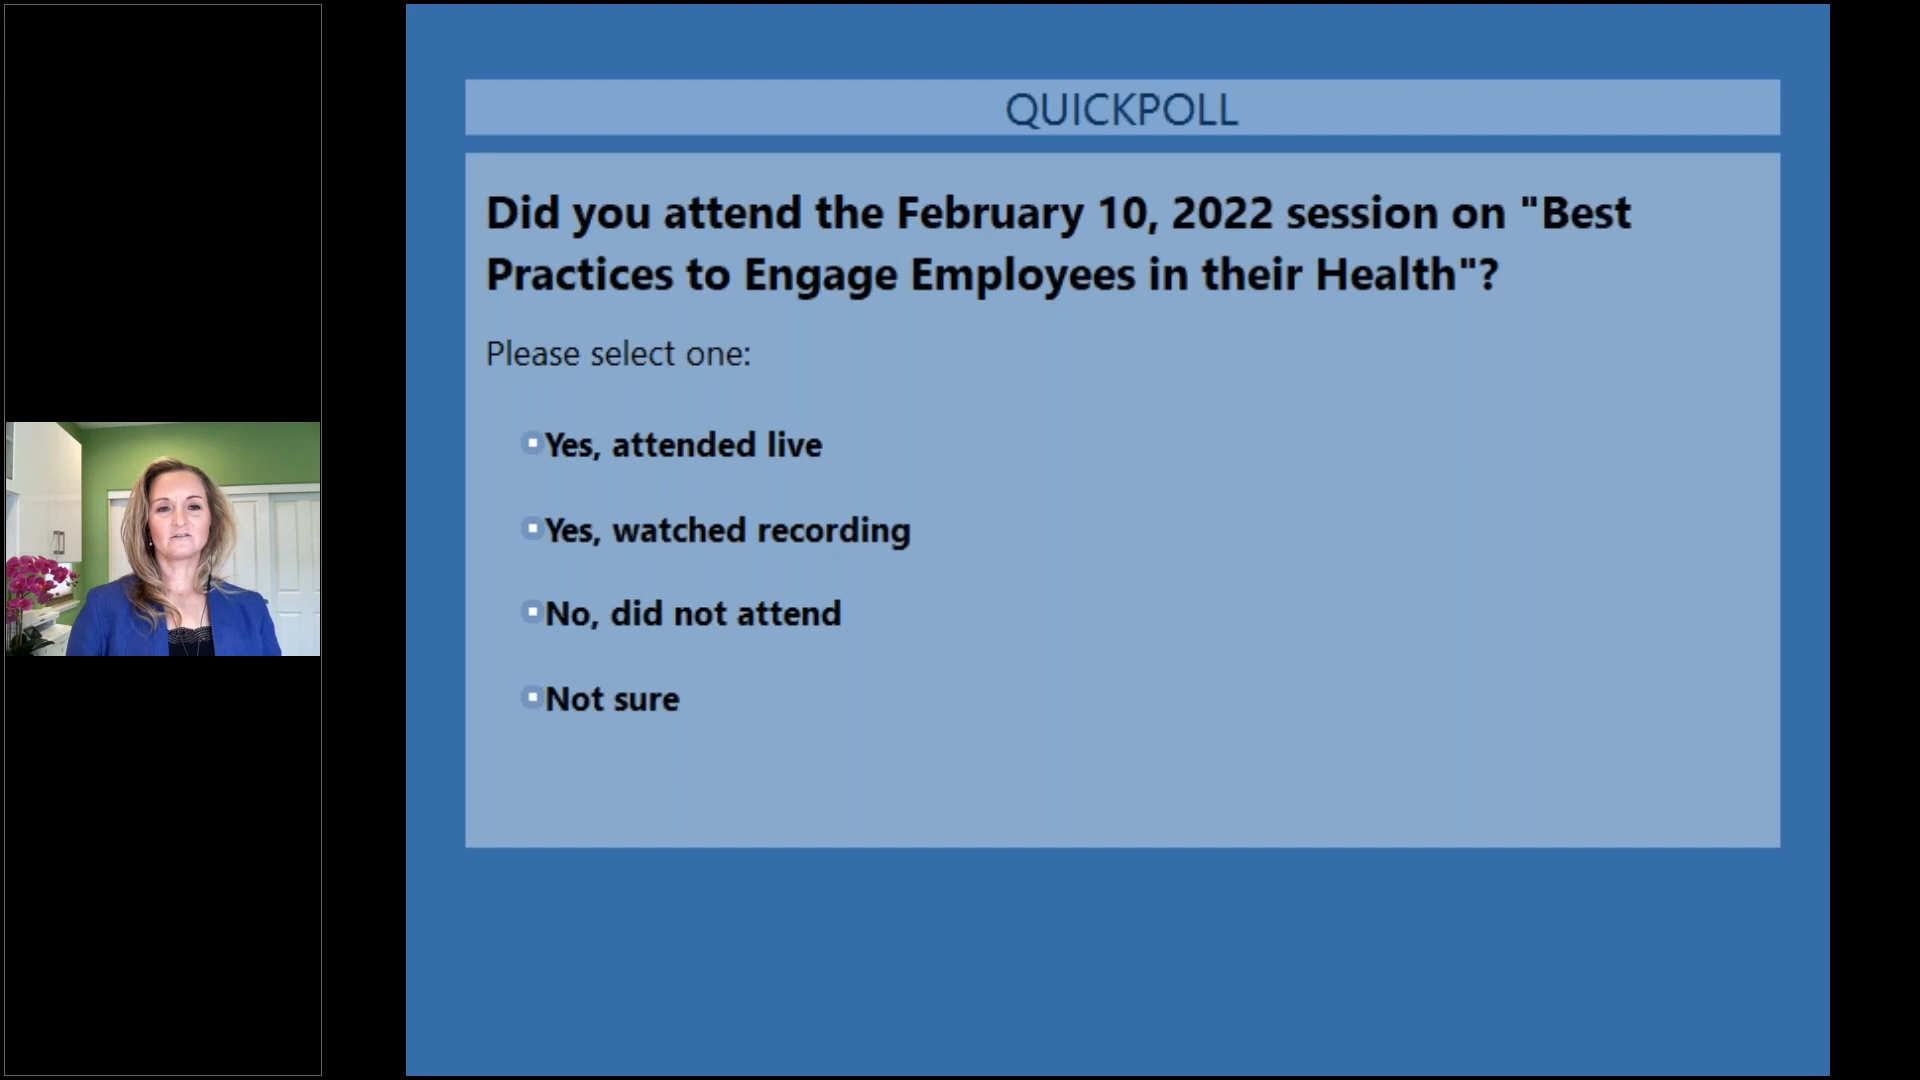 QUICKPOLL
Did you attend the February 10, 2022 session on "Best
Practices to Engage Employees in their Health"?
Please select one:
Yes, attended live
Yes, watched recording
No, did not attend
Not sure